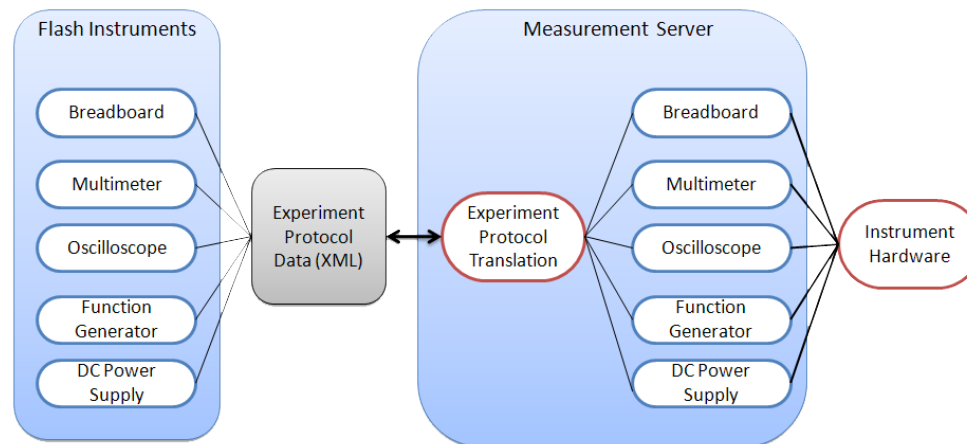 Flash Instruments
Breadboard
Multimeter
Oscilloscope
Function
Generator
DC Power
Supply
Experiment
Protocol
Data (XML)
Measurement Server
Experiment
Protocol
Translation
Breadboard
Multimeter
Oscilloscope
Function
Generator
DC Power
Supply
Instrument
Hardware